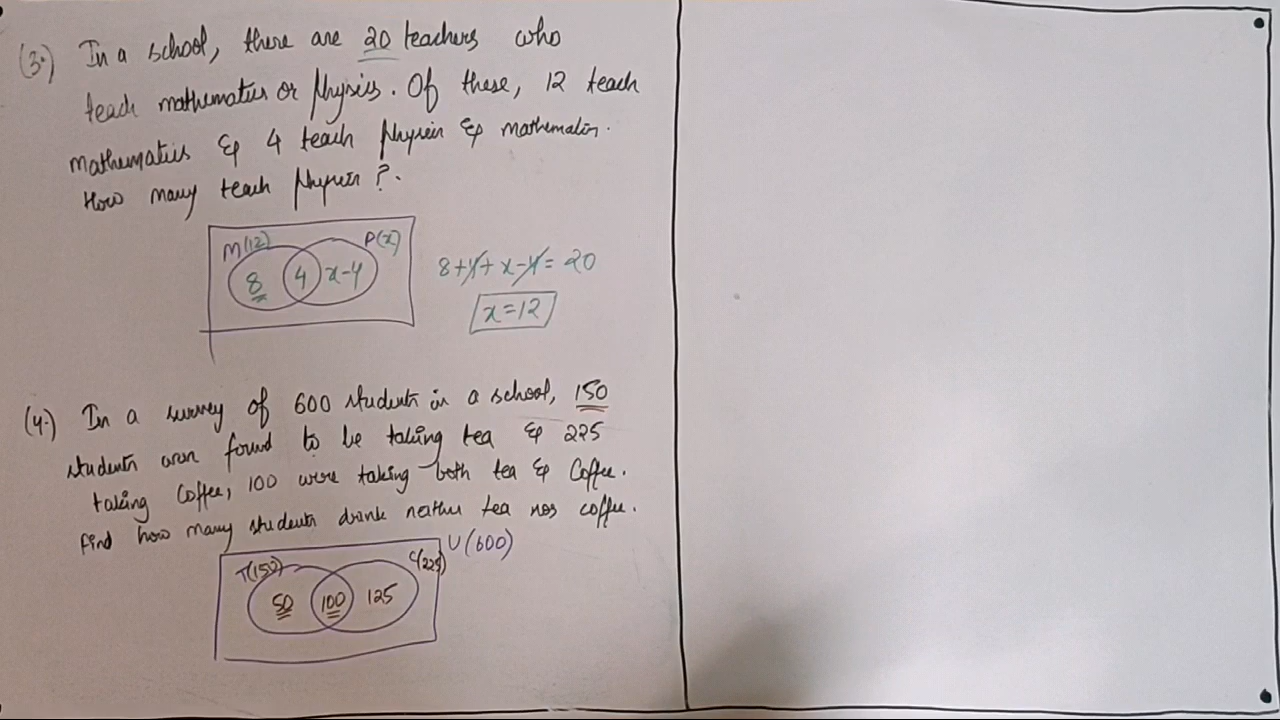 (3.) In a school, there are 20 teachers who
teach mathematics or physics. Of these, 12 teach
mathematics & 4 teach physics & mathematics.
How many teach physics ?.
M(12) P(x)
8 4 x-4
8+4+x-4=20
x=12
(4.) In a survey of 600 students in a school, 150
students were found to be taking tea & 225
taking Coffee, 100 were taking both tea & Coffee.
Find how many students drink neither tea nor coffee.
U(600)
T(150) C(225)
50 100 125